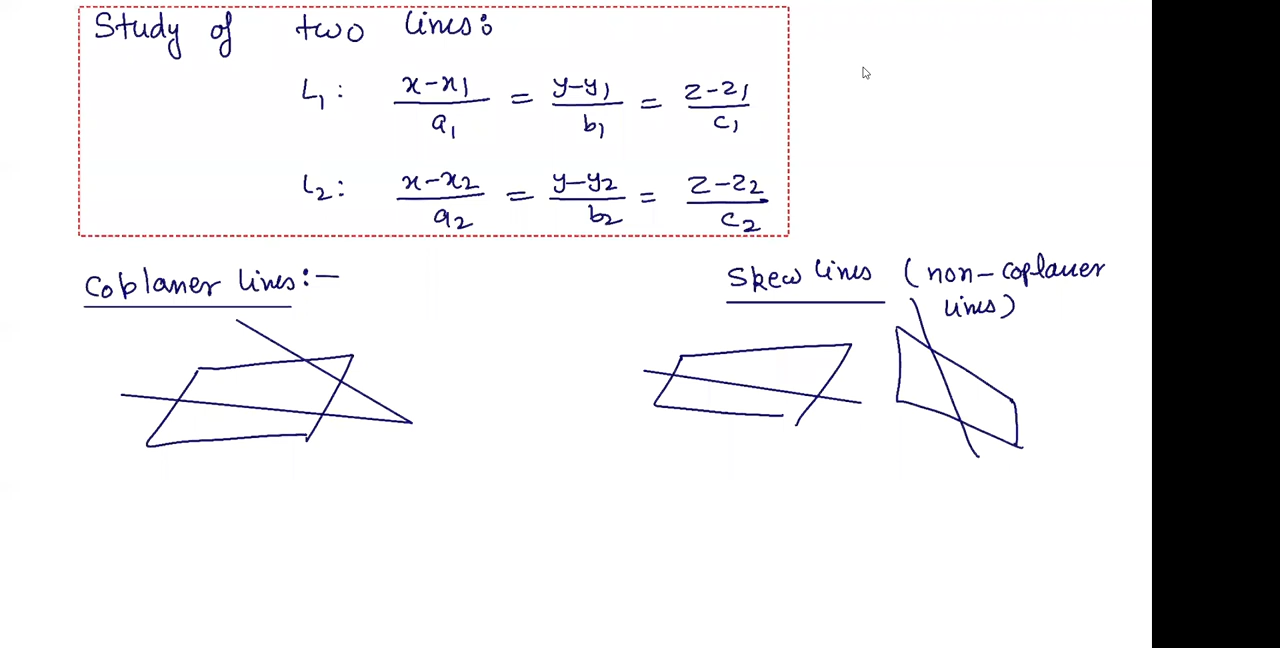 Study of two lines:
L₁: x-x₁/a₁ = y-y₁/b₁ = z-z₁/c₁
L₂: x-x₂/a₂ = y-y₂/b₂ = z-z₂/c₂
Coplaner lines:-
Skew lines (non-coplaner
lines)